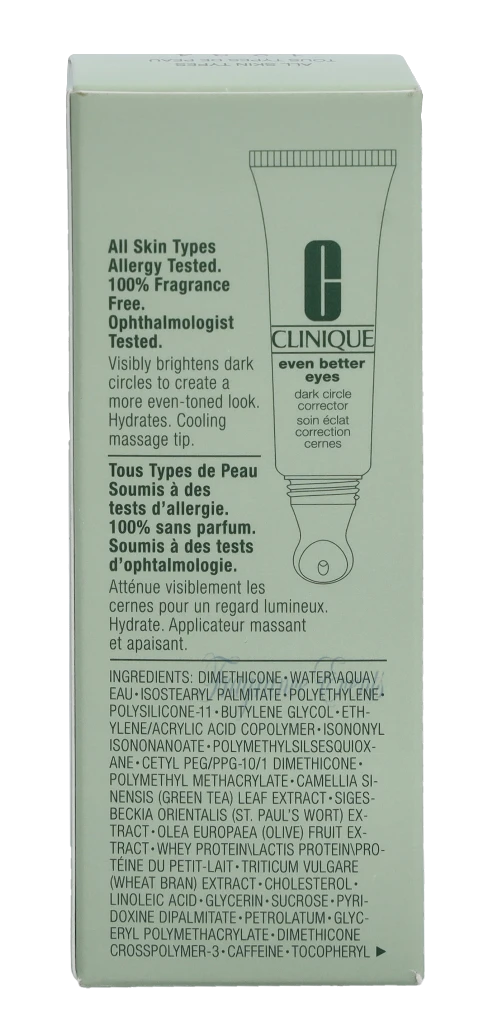 ALL SKIN TYPES
TOUS TYPES DE PEAU
All Skin Types
Allergy Tested.
100% Fragrance
Free.
Ophthalmologist
Tested.
Visibly brightens dark
circles to create a
more even-toned look.
Hydrates. Cooling
massage tip.
CLINIQUE
even better
eyes
dark circle
corrector
soin éclat
correction
cernes
Tous Types de Peau
Soumis à des
tests d'allergie.
100% sans parfum.
Soumis à des tests
d'ophtalmologie.
Atténue visiblement les
cernes pour un regard lumineux.
Hydrate. Applicateur massant
et apaisant.
INGREDIENTS: DIMETHICONE•WATER\AQUA\
EAU•ISOSTEARYL PALMITATE•POLYETHYLENE•
POLYSILICONE-11•BUTYLENE GLYCOL•ETH-
YLENE/ACRYLIC ACID COPOLYMER•ISONONYL
ISONONANOATE•POLYMETHYLSILSESQUIOX-
ANE•CETYL PEG/PPG-10/1 DIMETHICONE•
POLYMETHYL METHACRYLATE•CAMELLIA SI-
NENSIS (GREEN TEA) LEAF EXTRACT•SIGES-
BECKIA ORIENTALIS (ST. PAUL'S WORT) EX-
TRACT•OLEA EUROPAEA (OLIVE) FRUIT EX-
TRACT•WHEY PROTEIN\LACTIS PROTEIN\PRO-
TÉINE DU PETIT-LAIT•TRITICUM VULGARE
(WHEAT BRAN) EXTRACT•CHOLESTEROL•
LINOLEIC ACID•GLYCERIN•SUCROSE•PYRI-
DOXINE DIPALMITATE•PETROLATUM•GLYC-
ERYL POLYMETHACRYLATE•DIMETHICONE
CROSSPOLYMER-3•CAFFEINE•TOCOPHERYL ►